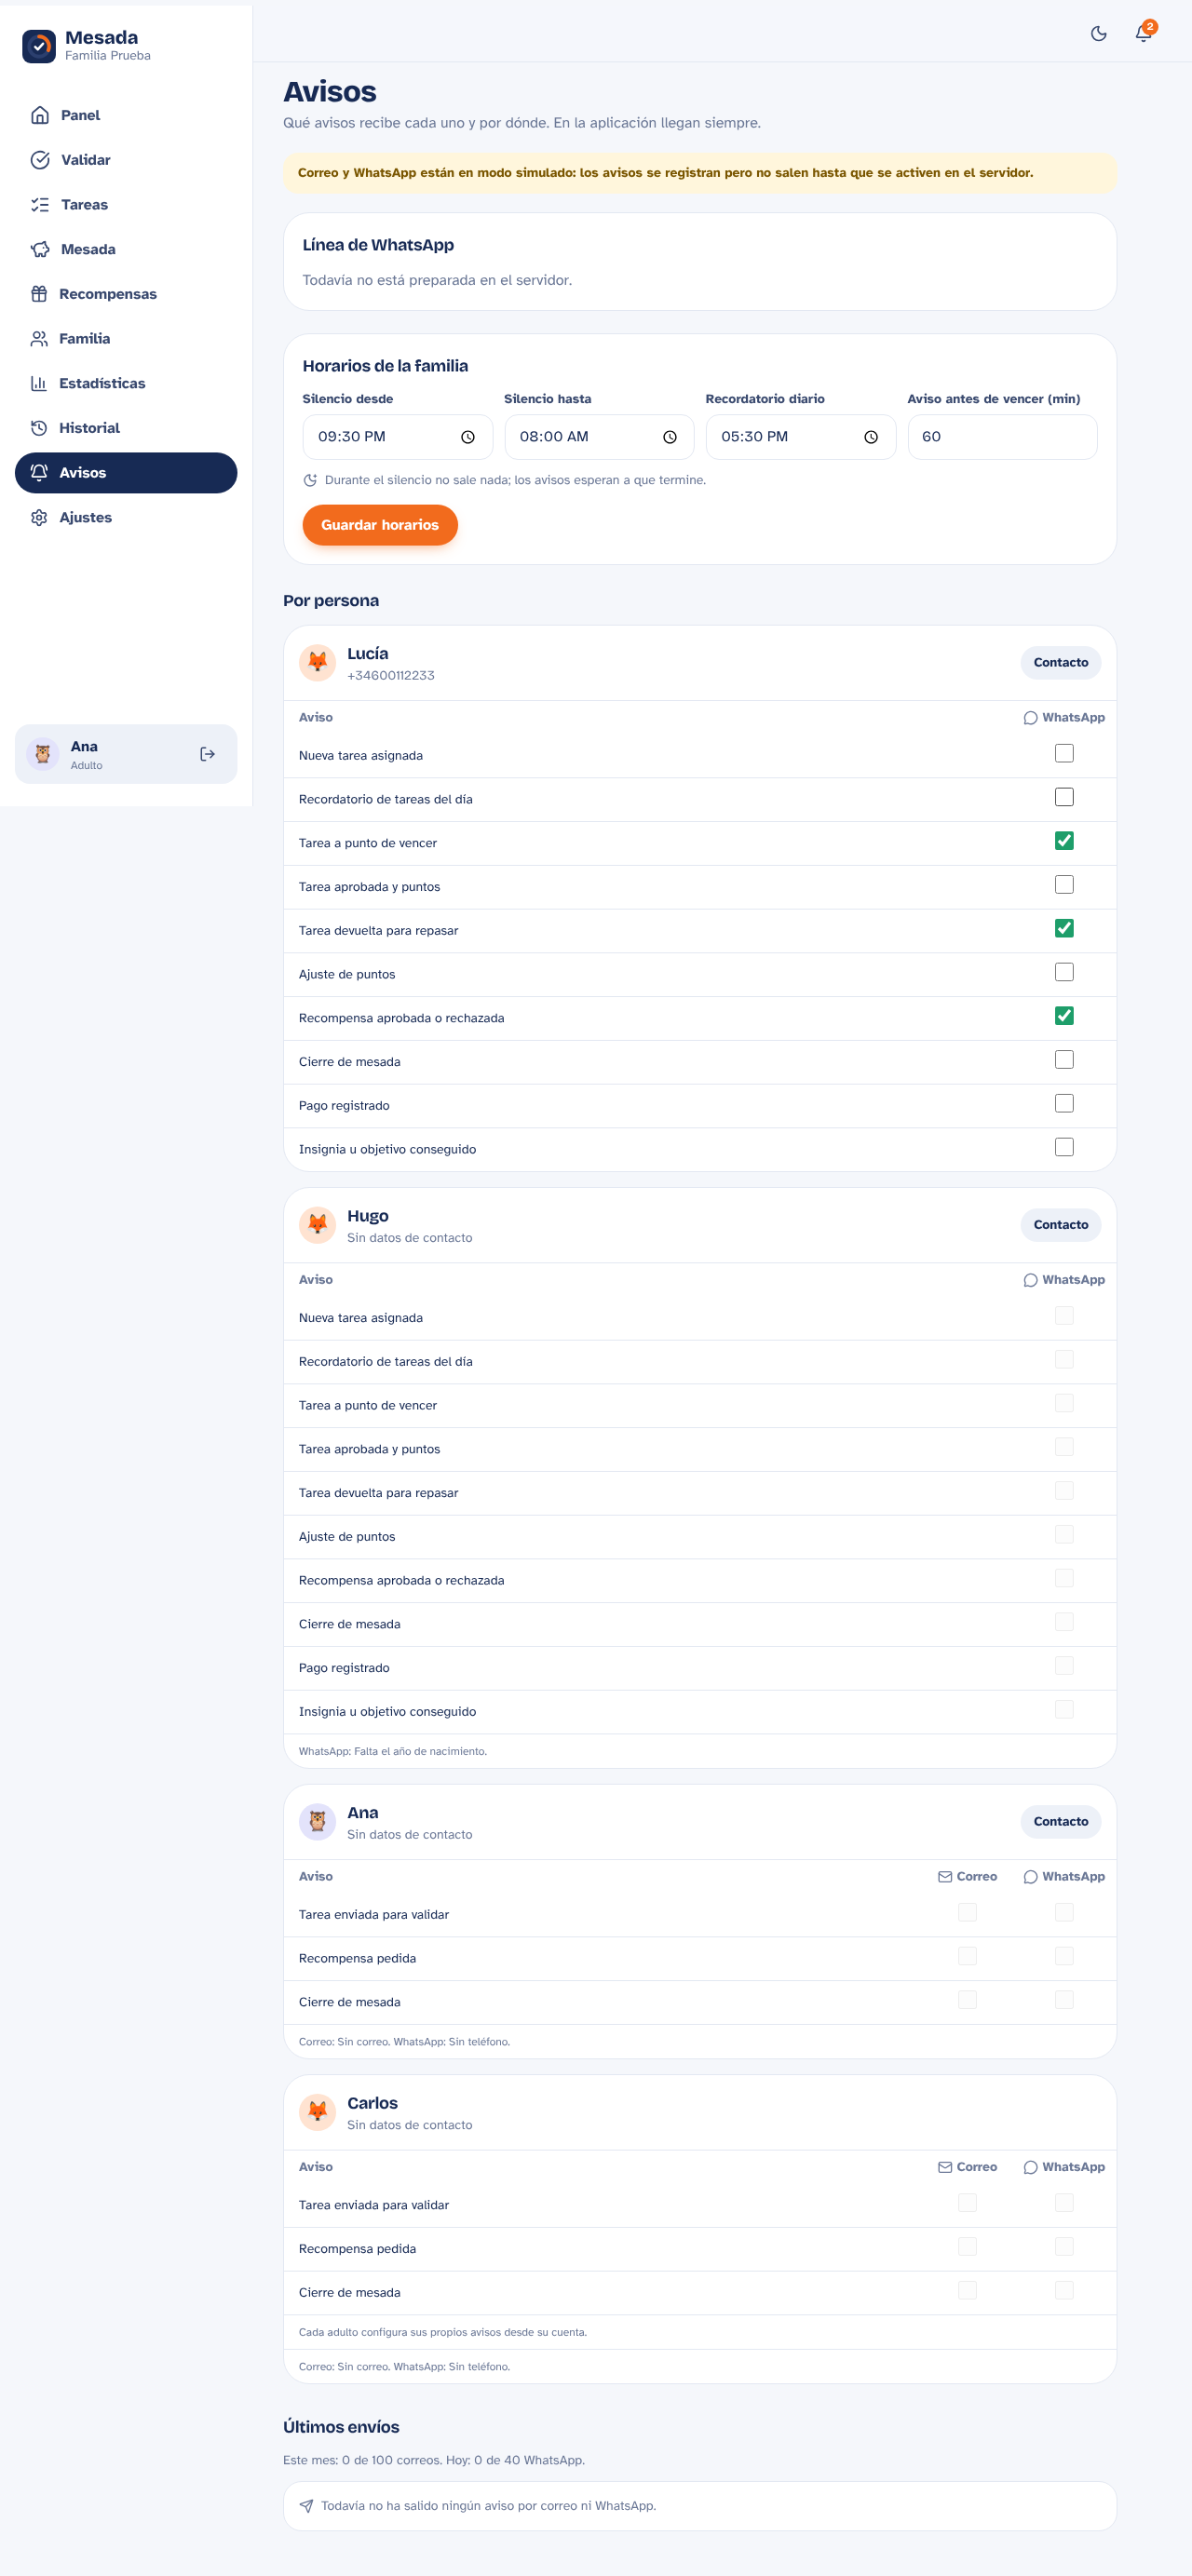 Mesada
Familia Prueba
2
Panel
Validar
Tareas
Mesada
Recompensas
Familia
Estadísticas
Historial
Avisos
Ajustes
Ana
Adulto
Avisos
Qué avisos recibe cada uno y por dónde. En la aplicación llegan siempre.
Correo y WhatsApp están en modo simulado: los avisos se registran pero no salen hasta que se activen en el servidor.
Línea de WhatsApp
Todavía no está preparada en el servidor.
Horarios de la familia
Silencio desde Silencio hasta Recordatorio diario Aviso antes de vencer (min)
09:30 PM 08:00 AM 05:30 PM 60
Durante el silencio no sale nada; los avisos esperan a que termine.
Guardar horarios
Por persona
Lucía
+34600112233
Contacto
Aviso WhatsApp
Nueva tarea asignada
Recordatorio de tareas del día
Tarea a punto de vencer
Tarea aprobada y puntos
Tarea devuelta para repasar
Ajuste de puntos
Recompensa aprobada o rechazada
Cierre de mesada
Pago registrado
Insignia u objetivo conseguido
Hugo
Sin datos de contacto
Contacto
Aviso WhatsApp
Nueva tarea asignada
Recordatorio de tareas del día
Tarea a punto de vencer
Tarea aprobada y puntos
Tarea devuelta para repasar
Ajuste de puntos
Recompensa aprobada o rechazada
Cierre de mesada
Pago registrado
Insignia u objetivo conseguido
WhatsApp: Falta el año de nacimiento.
Ana
Sin datos de contacto
Contacto
Aviso Correo WhatsApp
Tarea enviada para validar
Recompensa pedida
Cierre de mesada
Correo: Sin correo. WhatsApp: Sin teléfono.
Carlos
Sin datos de contacto
Aviso Correo WhatsApp
Tarea enviada para validar
Recompensa pedida
Cierre de mesada
Cada adulto configura sus propios avisos desde su cuenta.
Correo: Sin correo. WhatsApp: Sin teléfono.
Últimos envíos
Este mes: 0 de 100 correos. Hoy: 0 de 40 WhatsApp.
Todavía no ha salido ningún aviso por correo ni WhatsApp.